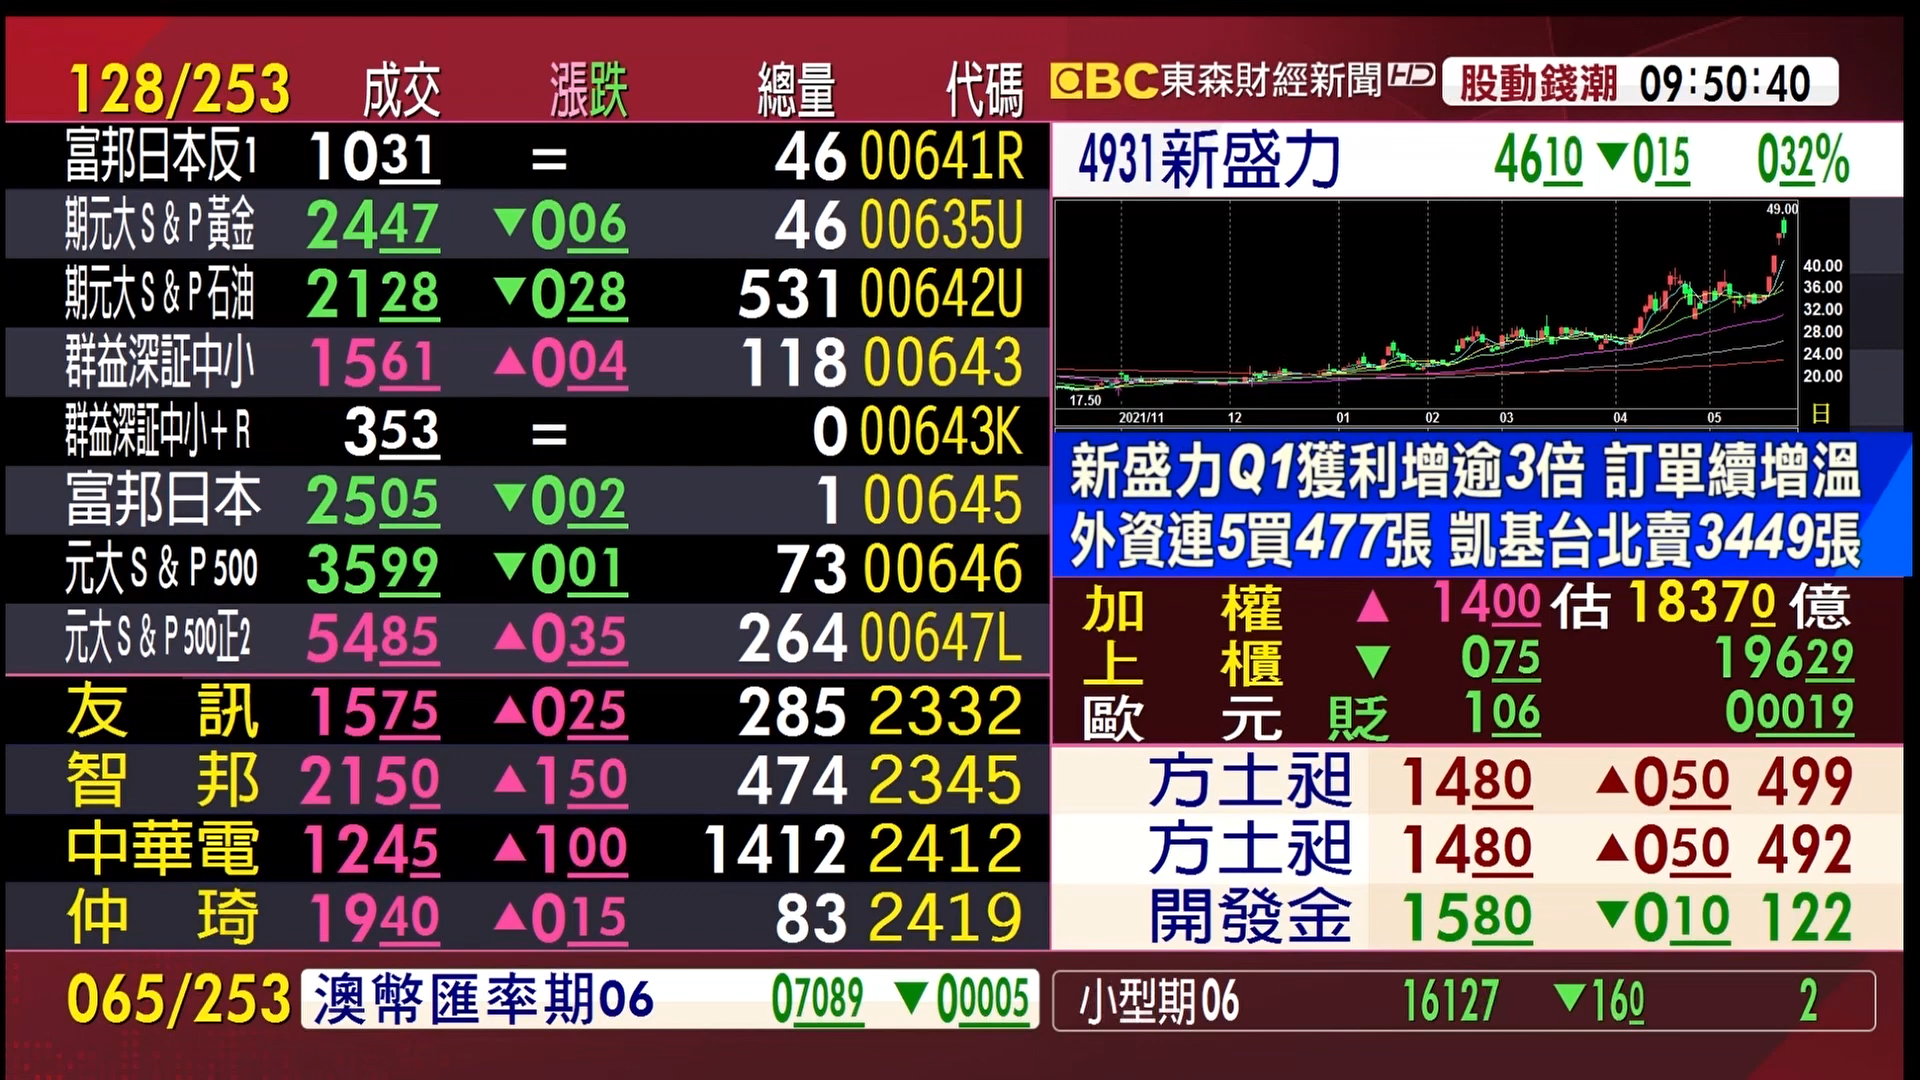 128/253 成交 漲跌 總量 代碼
富邦日本反1 1031 = 46 00641R
期元大S&P黃金 2447 ▼006 46 00635U
期元大S&P石油 2128 ▼028 531 00642U
群益深証中小 1561 ▲004 118 00643
群益深証中小+R 353 = 0 00643K
富邦日本 2505 ▼002 1 00645
元大S&P500 3599 ▼001 73 00646
元大S&P500正2 5485 ▲035 264 00647L
友訊 1575 ▲025 285 2332
智邦 2150 ▲150 474 2345
中華電 1245 ▲100 1412 2412
仲琦 1940 ▲015 83 2419
065/253 澳幣匯率期06 07089 ▼00005
EBC東森財經新聞HD 股動錢潮 09:50:40
4931新盛力 4610 ▼015 032%
49.00
40.00
36.00
32.00
28.00
24.00
20.00
17.50
2021/11 12 01 02 03 04 05 日
新盛力Q1獲利增逾3倍 訂單續增溫
外資連5買477張 凱基台北賣3449張
加權 ▲ 1400 估 18370 億
上櫃 ▼ 075 19629
歐元 貶 106 00019
方土昶 1480 ▲050 499
方土昶 1480 ▲050 492
開發金 1580 ▼010 122
小型期06 16127 ▼160 2